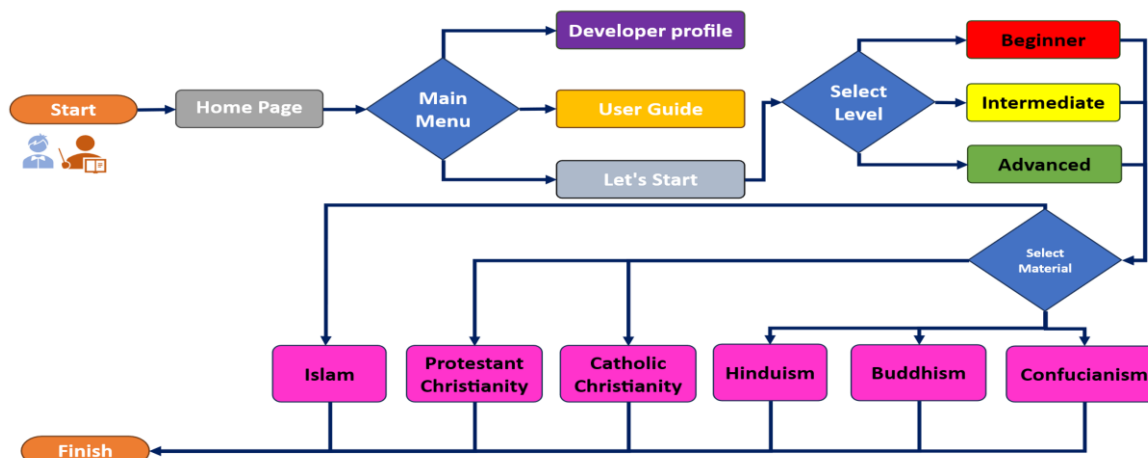 Developer profile
Beginner
Start
Home Page
Main
Menu
User Guide
Select
Level
Intermediate
Let's Start
Advanced
Select
Material
Islam
Protestant
Christianity
Catholic
Christianity
Hinduism
Buddhism
Confucianism
Finish